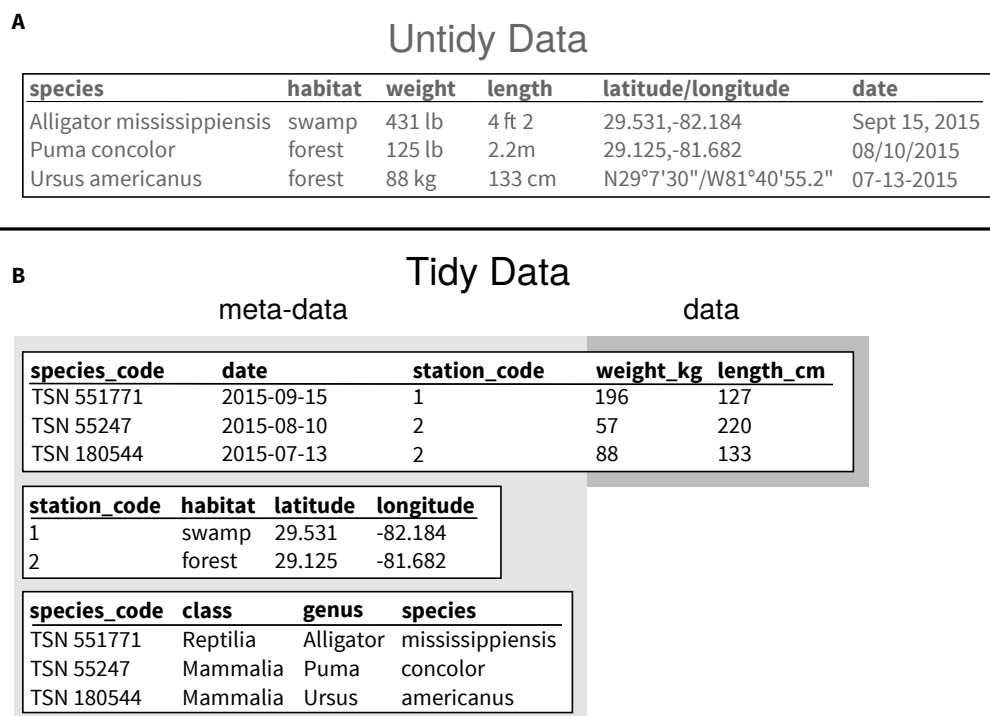 A
Untidy Data
species habitat weight length latitude/longitude date
Alligator mississippiensis swamp 431 lb 4 ft 2 29.531,-82.184 Sept 15, 2015
Puma concolor forest 125 lb 2.2m 29.125,-81.682 08/10/2015
Ursus americanus forest 88 kg 133 cm N29°7'30"/W81°40'55.2" 07-13-2015
B
Tidy Data
meta-data data
species_code date station_code weight_kg length_cm
TSN 551771 2015-09-15 1 196 127
TSN 55247 2015-08-10 2 57 220
TSN 180544 2015-07-13 2 88 133
station_code habitat latitude longitude
1 swamp 29.531 -82.184
2 forest 29.125 -81.682
species_code class genus species
TSN 551771 Reptilia Alligator mississippiensis
TSN 55247 Mammalia Puma concolor
TSN 180544 Mammalia Ursus americanus